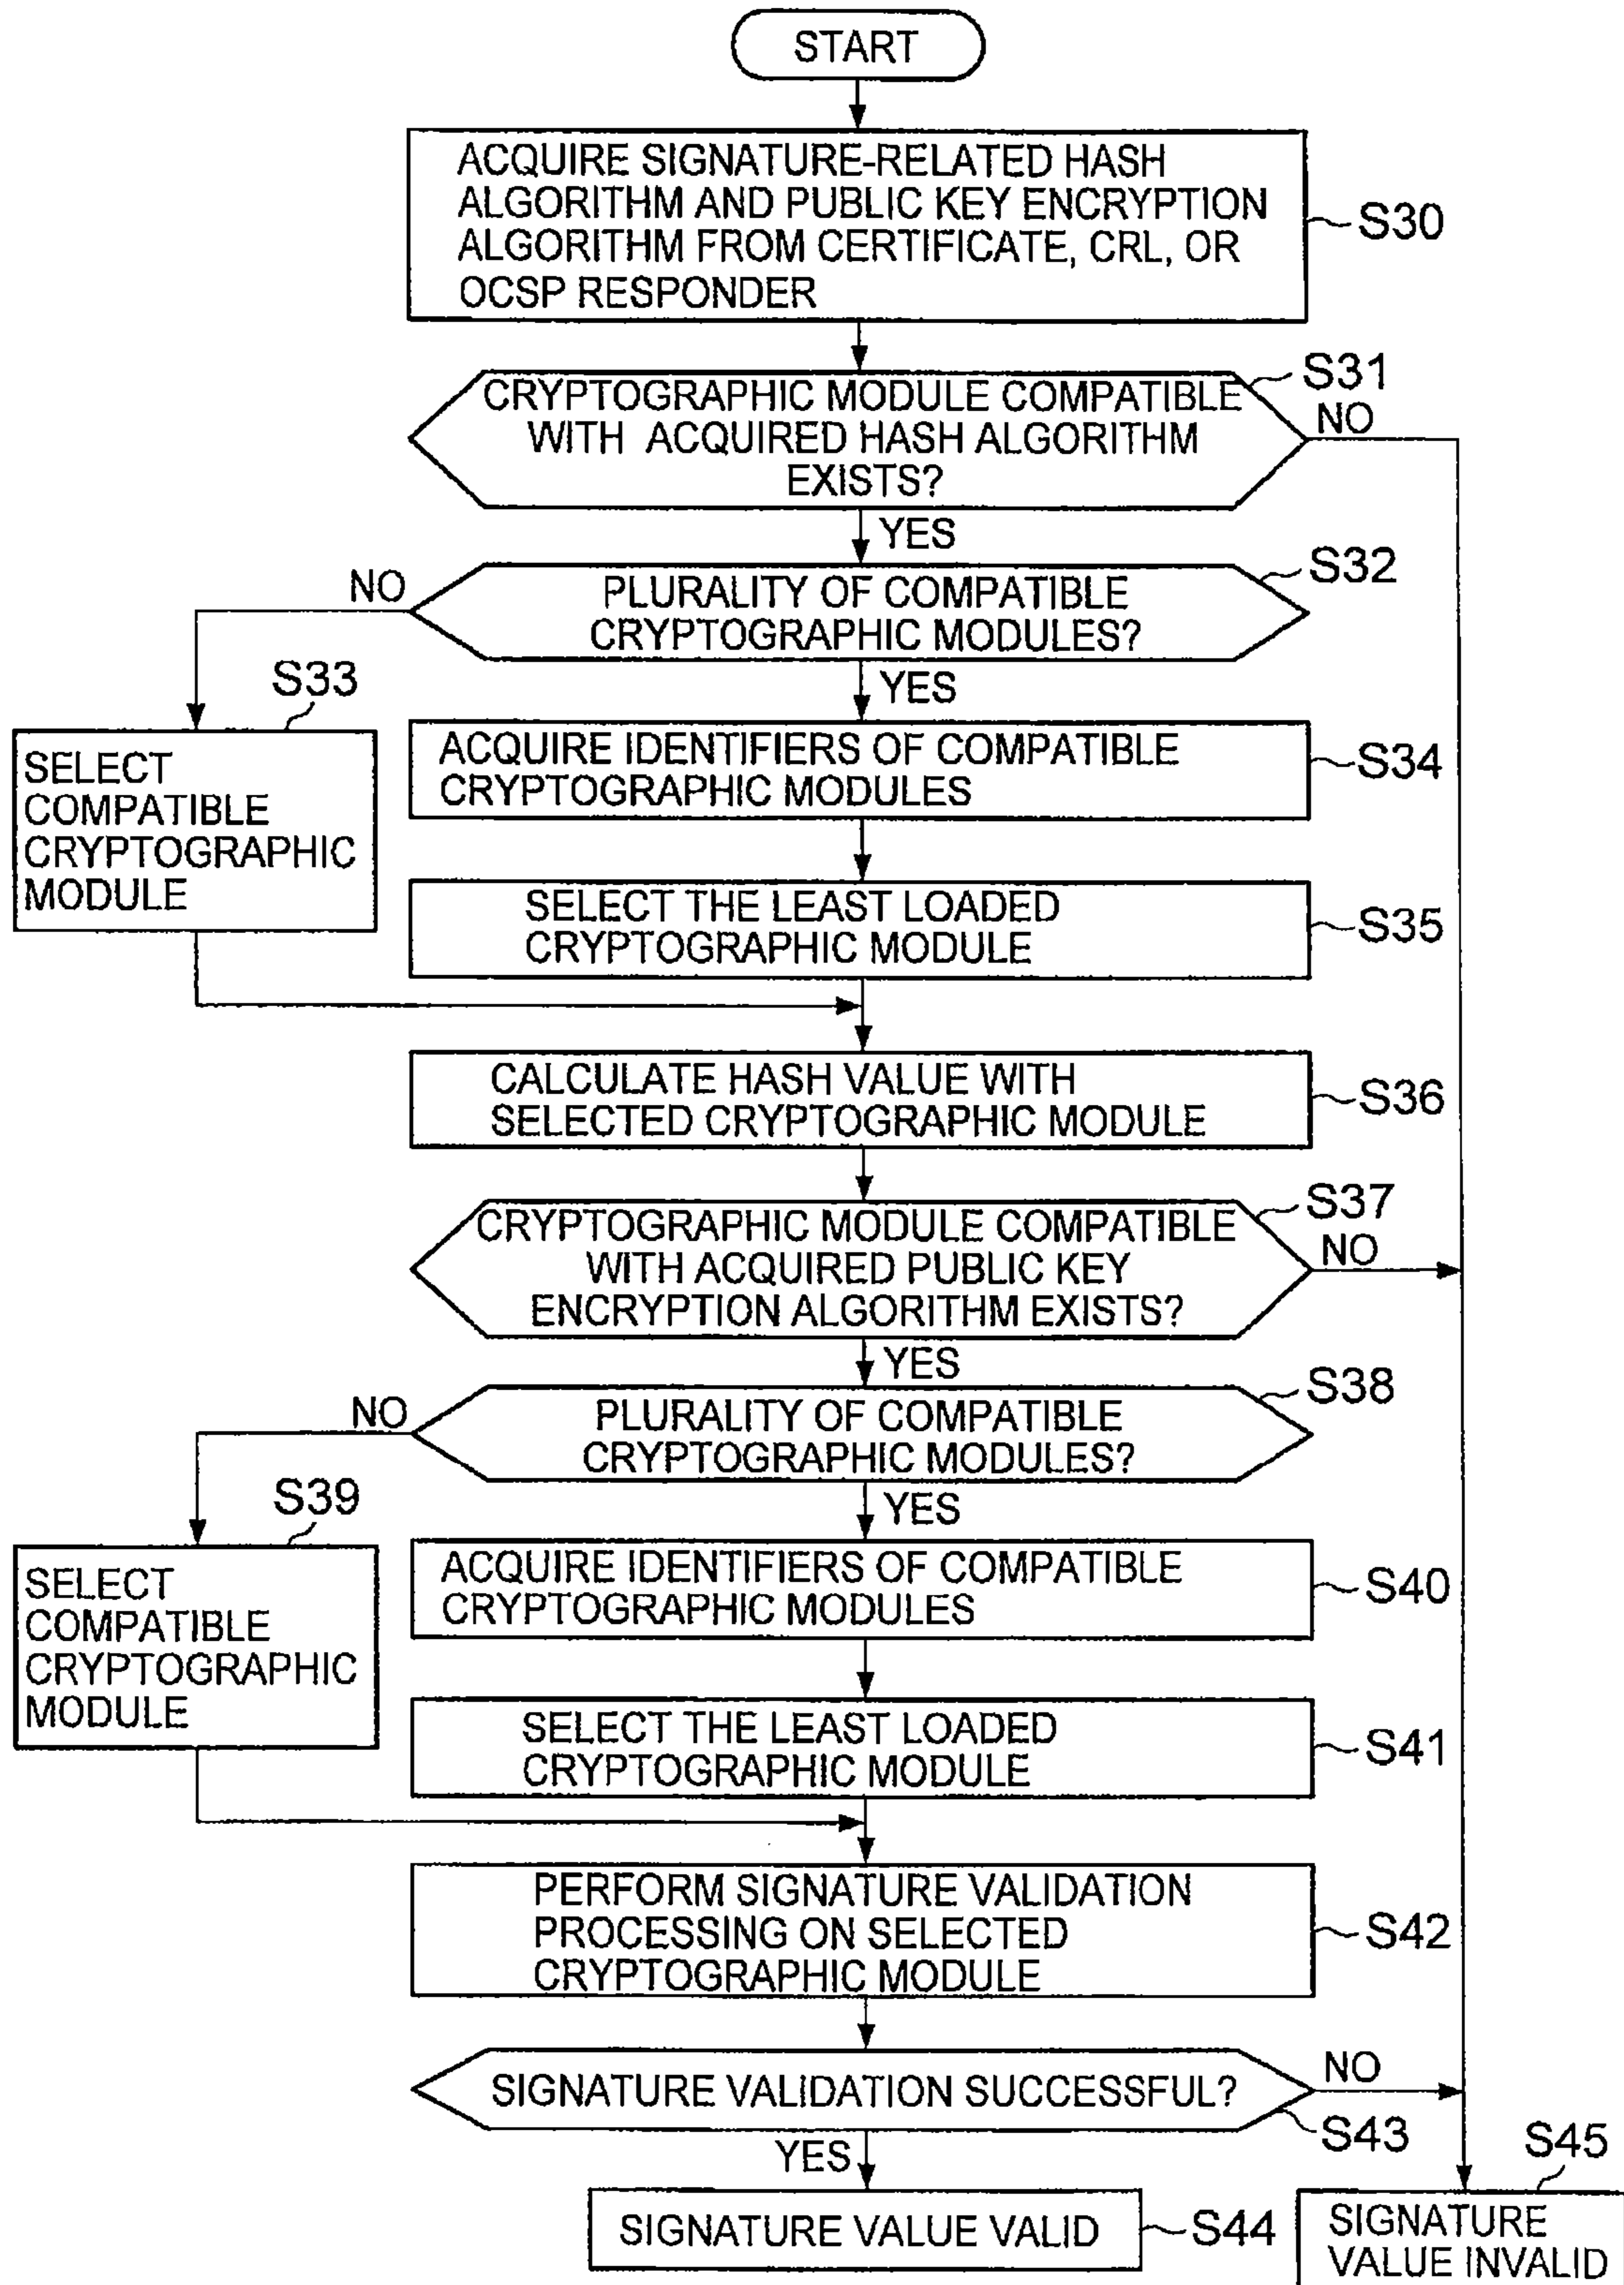 START
ACQUIRE SIGNATURE-RELATED HASH
ALGORITHM AND PUBLIC KEY ENCRYPTION
ALGORITHM FROM CERTIFICATE, CRL, OR
OCSP RESPONDER
S30
S31
CRYPTOGRAPHIC MODULE COMPATIBLE
WITH ACQUIRED HASH ALGORITHM
EXISTS?
NO
YES
S32
NO
PLURALITY OF COMPATIBLE
CRYPTOGRAPHIC MODULES?
YES
S33
SELECT
COMPATIBLE
CRYPTOGRAPHIC
MODULE
ACQUIRE IDENTIFIERS OF COMPATIBLE
CRYPTOGRAPHIC MODULES
S34
SELECT THE LEAST LOADED
CRYPTOGRAPHIC MODULE
S35
CALCULATE HASH VALUE WITH
SELECTED CRYPTOGRAPHIC MODULE
S36
S37
CRYPTOGRAPHIC MODULE COMPATIBLE
WITH ACQUIRED PUBLIC KEY
ENCRYPTION ALGORITHM EXISTS?
NO
YES
S38
NO
PLURALITY OF COMPATIBLE
CRYPTOGRAPHIC MODULES?
YES
S39
SELECT
COMPATIBLE
CRYPTOGRAPHIC
MODULE
ACQUIRE IDENTIFIERS OF COMPATIBLE
CRYPTOGRAPHIC MODULES
S40
SELECT THE LEAST LOADED
CRYPTOGRAPHIC MODULE
S41
PERFORM SIGNATURE VALIDATION
PROCESSING ON SELECTED
CRYPTOGRAPHIC MODULE
S42
SIGNATURE VALIDATION SUCCESSFUL?
NO
S43
YES
S45
SIGNATURE VALUE VALID
S44
SIGNATURE
VALUE INVALID